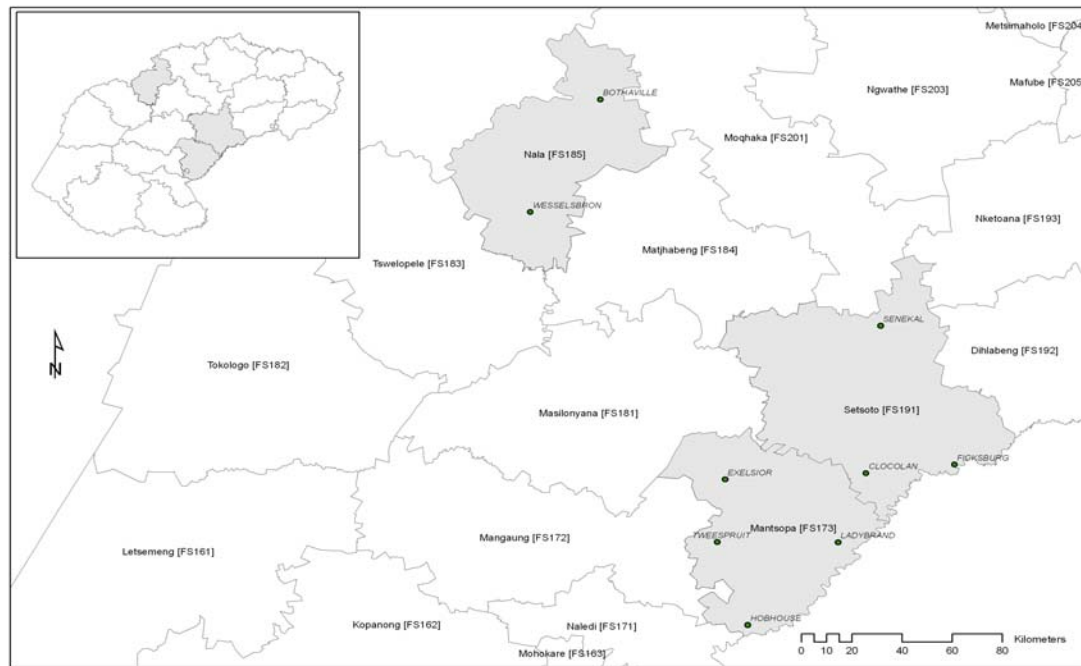 Metsimaholo [FS204
Mafube [FS205
Ngwathe [FS203]
BOTHAVILLE
Moqhaka [FS201]
Nala [FS185]
WESSELSBRON
Nketoana [FS193]
Matjhabeng [FS184]
Tswelopele [FS183]
SENEKAL
Dihlabeng [FS192]
Tokologo [FS182]
N
Setsoto [FS191]
Masilonyana [FS181]
FICKSBURG
CLOCOLAN
EXELSIOR
Mantsopa [FS173]
Letsemeng [FS161]
Mangaung [FS172]
TWEESPRUIT
LADYBRAND
Kopanong [FS162]
Naledi [FS171]
HOBHOUSE
Mohokare [FS163]
Kilometers
0 5 10 15 20 40 60 80